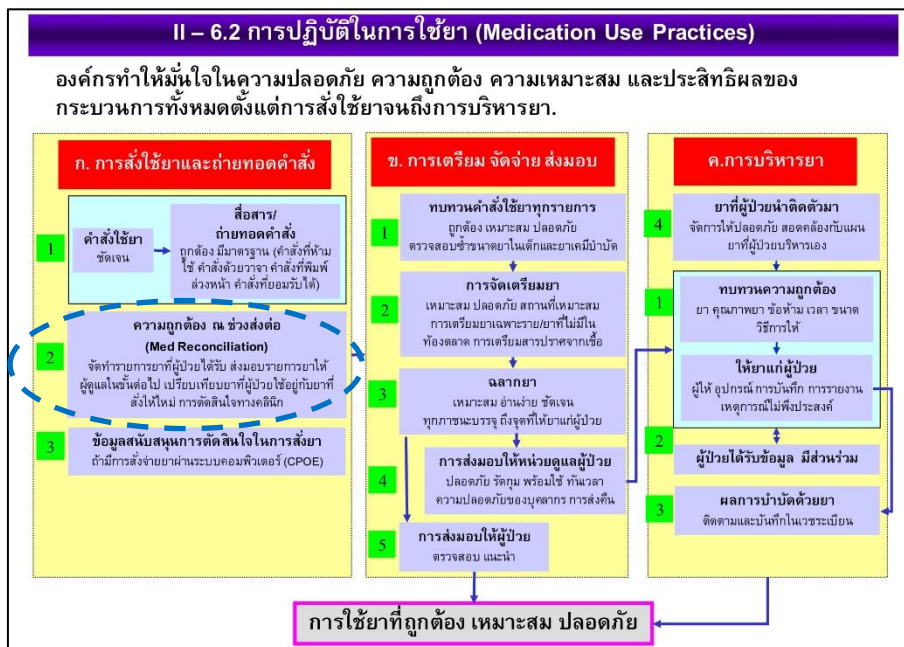 II – 6.2 การปฏิบัติในการใช้ยา (Medication Use Practices)
องค์กรทำให้มั่นใจในความปลอดภัย ความถูกต้อง ความเหมาะสม และประสิทธิผลของ
กระบวนการทั้งหมดตั้งแต่การสั่งใช้ยาจนถึงการบริหารยา.
ก. การสั่งใช้ยาและถ่ายทอดคำสั่ง
1
คำสั่งใช้ยา
ชัดเจน
สื่อสาร/
ถ่ายทอดคำสั่ง
ถูกต้อง มีมาตรฐาน (คำสั่งที่ห้าม
ใช้ คำสั่งด้วยวาจา คำสั่งที่พิมพ์
ล่วงหน้า คำสั่งที่ยอมรับได้)
2
ความถูกต้อง ณ ช่วงส่งต่อ
(Med Reconciliation)
จัดทำรายการยาที่ผู้ป่วยได้รับ ส่งมอบรายการยาให้
ผู้ดูแลในขั้นต่อไป เปรียบเทียบยาที่ผู้ป่วยใช้อยู่กับยาที่
สั่งให้ใหม่ การตัดสินใจทางคลินิก
3
ข้อมูลสนับสนุนการตัดสินใจในการสั่งยา
ถ้ามีการสั่งจ่ายยาผ่านระบบคอมพิวเตอร์ (CPOE)
ข. การเตรียม จัดจ่าย ส่งมอบ
1
ทบทวนคำสั่งใช้ยาทุกรายการ
ถูกต้อง เหมาะสม ปลอดภัย
ตรวจสอบซ้ำขนาดยาในเด็กและยาเคมีบำบัด
2
การจัดเตรียมยา
เหมาะสม ปลอดภัย สถานที่เหมาะสม
การเตรียมยาเฉพาะราย/ยาที่ไม่มีใน
ท้องตลาด การเตรียมสารปราศจากเชื้อ
3
ฉลากยา
เหมาะสม อ่านง่าย ชัดเจน
ทุกภาชนะบรรจุ ถึงจุดที่ให้ยาแก่ผู้ป่วย
4
การส่งมอบให้หน่วยดูแลผู้ป่วย
ปลอดภัย รัดกุม พร้อมใช้ ทันเวลา
ความปลอดภัยของบุคลากร การส่งคืน
5
การส่งมอบให้ผู้ป่วย
ตรวจสอบ แนะนำ
ค.การบริหารยา
4
ยาที่ผู้ป่วยนำติดตัวมา
จัดการให้ปลอดภัย สอดคล้องกับแผน
ยาที่ผู้ป่วยบริหารเอง
1
ทบทวนความถูกต้อง
ยา คุณภาพยา ข้อห้าม เวลา ขนาด
วิธีการให้
ให้ยาแก่ผู้ป่วย
ผู้ให้ อุปกรณ์ การบันทึก การรายงาน
เหตุการณ์ไม่พึงประสงค์
2
ผู้ป่วยได้รับข้อมูล มีส่วนร่วม
3
ผลการบำบัดด้วยยา
ติดตามและบันทึกในเวชระเบียน
การใช้ยาที่ถูกต้อง เหมาะสม ปลอดภัย